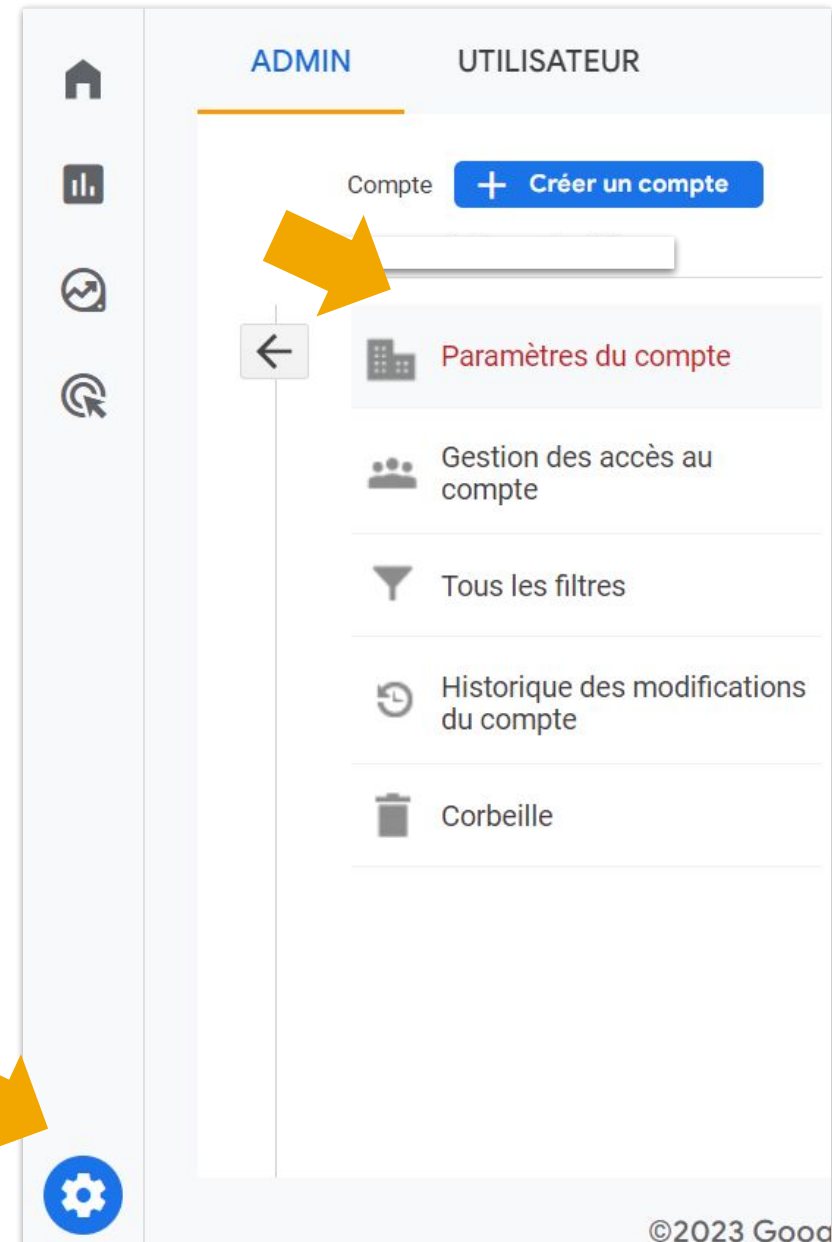 ADMIN UTILISATEUR
Compte + Créer un compte
Paramètres du compte
Gestion des accès au
compte
Tous les filtres
Historique des modifications
du compte
Corbeille
©2023 Goog